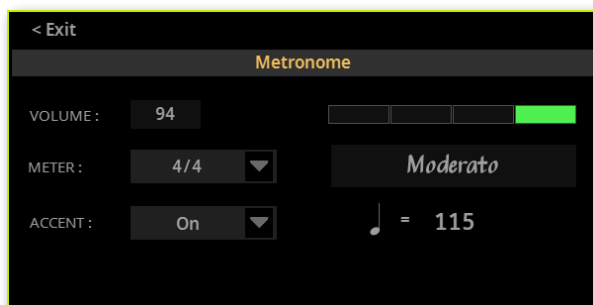 < Exit
Metronome
VOLUME : 94
METER : 4/4 Moderato
ACCENT : On = 115